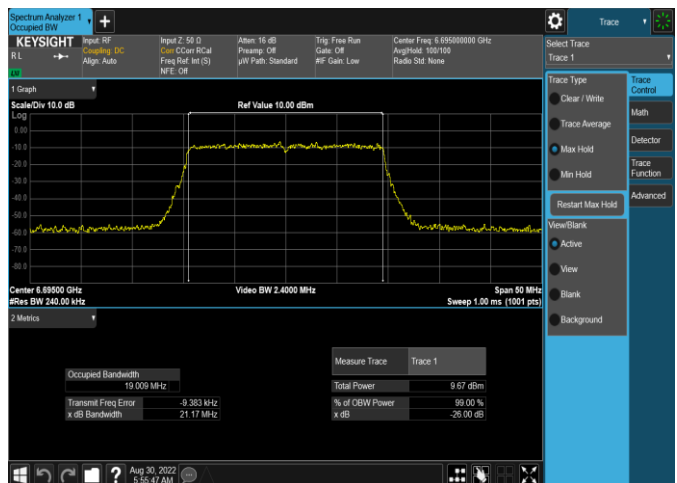 Spectrum Analyzer 1
Occupied BW
Trace
KEYSIGHT
R L
LV
Input: RF
Coupling: DC
Align: Auto
Input Z: 50 Ω
Corr CCorr RCal
Freq Ref: Int (S)
NFE: Off
Atten: 16 dB
Preamp: Off
µW Path: Standard
Trig: Free Run
Gate: Off
#IF Gain: Low
Center Freq: 6.695000000 GHz
Avg|Hold: 100/100
Radio Std: None
Select Trace
Trace 1
1 Graph
Scale/Div 10.0 dB
Ref Value 10.00 dBm
Log
0.00
-10.0
-20.0
-30.0
-40.0
-50.0
-60.0
-70.0
-80.0
Center 6.69500 GHz
#Res BW 240.00 kHz
Video BW 2.4000 MHz
Span 50 MHz
Sweep 1.00 ms (1001 pts)
Trace Type
Clear / Write
Trace Average
Max Hold
Min Hold
Restart Max Hold
View/Blank
Active
View
Blank
Background
Trace
Control
Math
Detector
Trace
Function
Advanced
2 Metrics
Occupied Bandwidth
19.009 MHz
Transmit Freq Error -9.383 kHz
x dB Bandwidth 21.17 MHz
Measure Trace Trace 1
Total Power 9.67 dBm
% of OBW Power 99.00 %
x dB -26.00 dB
Aug 30, 2022
5:55:47 AM